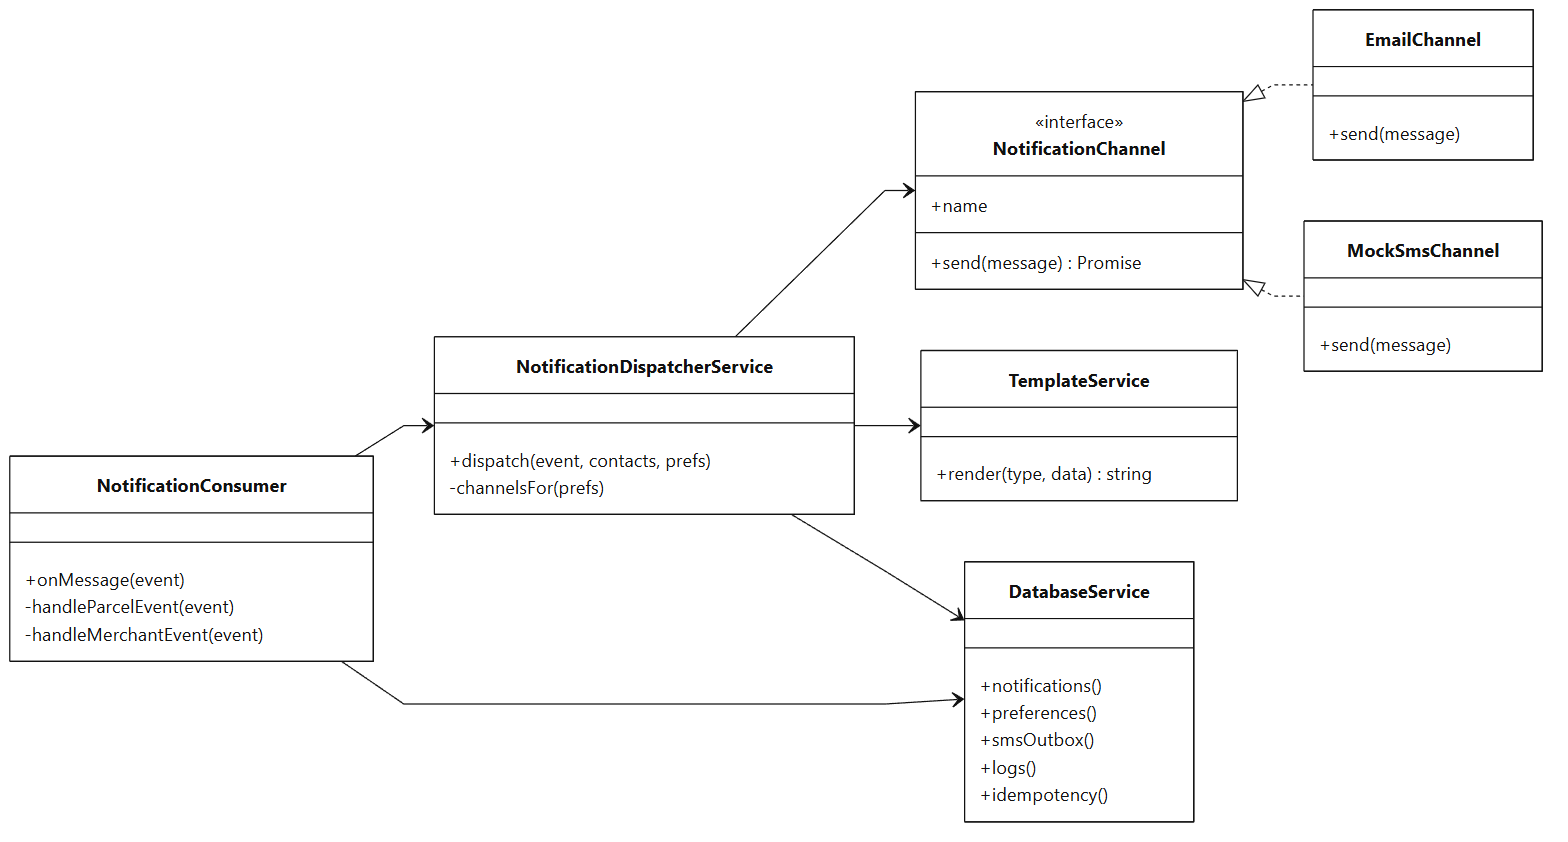 EmailChannel
+send(message)
«interface»
NotificationChannel
+name
+send(message) : Promise
MockSmsChannel
+send(message)
NotificationDispatcherService
+dispatch(event, contacts, prefs)
-channelsFor(prefs)
TemplateService
+render(type, data) : string
NotificationConsumer
+onMessage(event)
-handleParcelEvent(event)
-handleMerchantEvent(event)
DatabaseService
+notifications()
+preferences()
+smsOutbox()
+logs()
+idempotency()